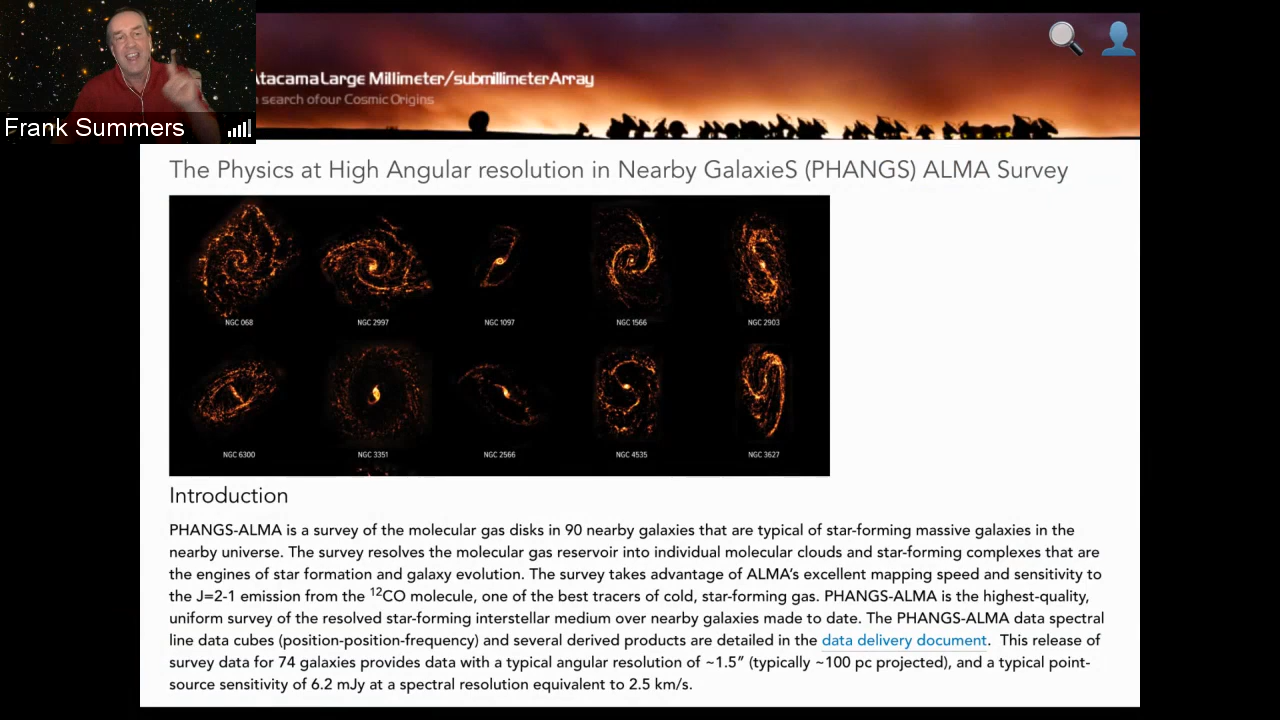 Frank Summers
Atacama Large Millimeter/submillimeter Array
n search of our Cosmic Origins
The Physics at High Angular resolution in Nearby GalaxieS (PHANGS) ALMA Survey
NGC 068 NGC 2997 NGC 1097 NGC 1566 NGC 2903
NGC 6300 NGC 3351 NGC 2566 NGC 4535 NGC 3627
Introduction
PHANGS-ALMA is a survey of the molecular gas disks in 90 nearby galaxies that are typical of star-forming massive galaxies in the
nearby universe. The survey resolves the molecular gas reservoir into individual molecular clouds and star-forming complexes that are
the engines of star formation and galaxy evolution. The survey takes advantage of ALMA's excellent mapping speed and sensitivity to
the J=2-1 emission from the ¹²CO molecule, one of the best tracers of cold, star-forming gas. PHANGS-ALMA is the highest-quality,
uniform survey of the resolved star-forming interstellar medium over nearby galaxies made to date. The PHANGS-ALMA data spectral
line data cubes (position-position-frequency) and several derived products are detailed in the data delivery document. This release of
survey data for 74 galaxies provides data with a typical angular resolution of ~1.5″ (typically ~100 pc projected), and a typical point-
source sensitivity of 6.2 mJy at a spectral resolution equivalent to 2.5 km/s.